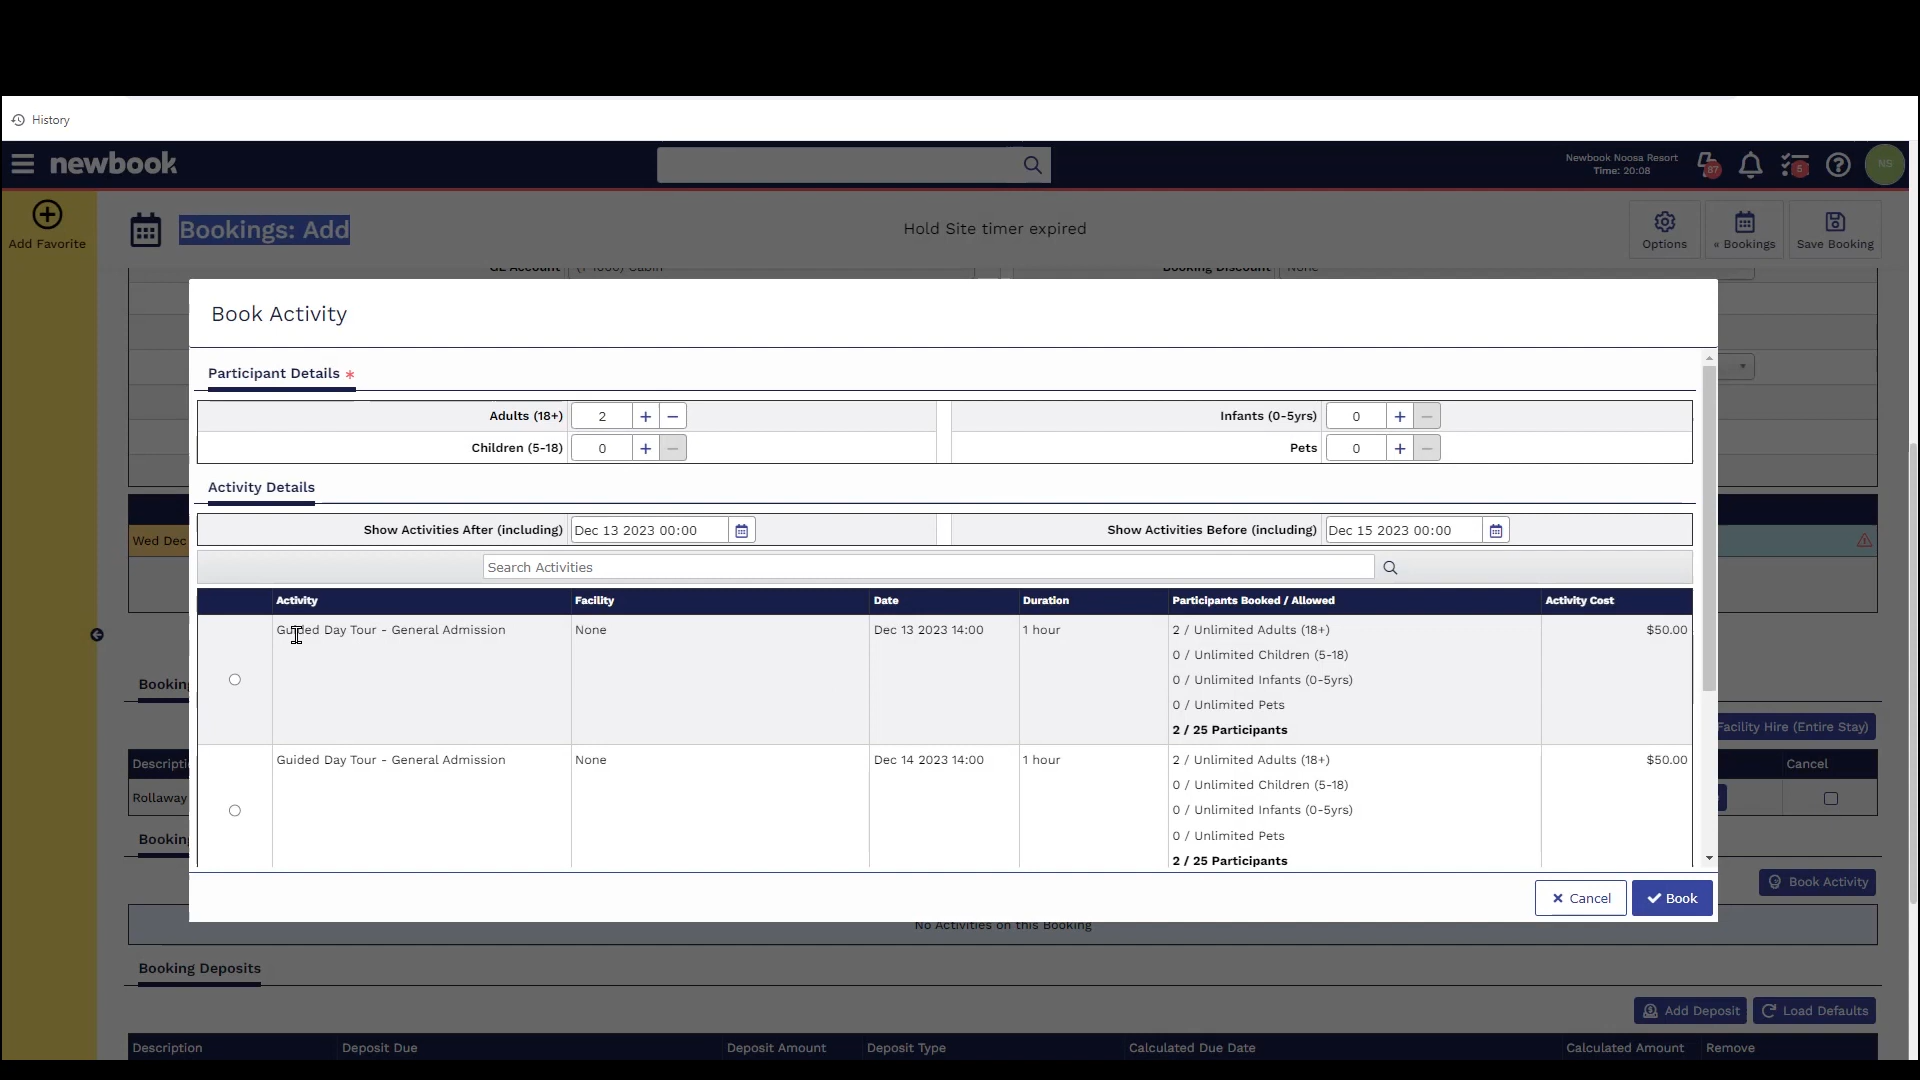 History
newbook
Newbook Noosa Resort
Time: 20:08
87
5
NS
Add Favorite
Bookings: Add
Hold Site timer expired
Options
« Bookings
Save Booking
Book Activity
Participant Details *
Adults (18+) 2 + −
Infants (0-5yrs) 0 + −
Children (5-18) 0 + −
Pets 0 + −
Activity Details
Show Activities After (including) Dec 13 2023 00:00
Show Activities Before (including) Dec 15 2023 00:00
Wed Dec
Search Activities
Activity Facility Date Duration Participants Booked / Allowed Activity Cost
Guided Day Tour - General Admission None Dec 13 2023 14:00 1 hour 2 / Unlimited Adults (18+) $50.00
0 / Unlimited Children (5-18)
0 / Unlimited Infants (0-5yrs)
0 / Unlimited Pets
2 / 25 Participants
Facility Hire (Entire Stay)
Guided Day Tour - General Admission None Dec 14 2023 14:00 1 hour 2 / Unlimited Adults (18+) $50.00
0 / Unlimited Children (5-18)
0 / Unlimited Infants (0-5yrs)
0 / Unlimited Pets
2 / 25 Participants
Cancel
Rollaway
Book Activity
Cancel
Book
No Activities on this Booking
Booking Deposits
Add Deposit
Load Defaults
Description Deposit Due Deposit Amount Deposit Type Calculated Due Date Calculated Amount Remove